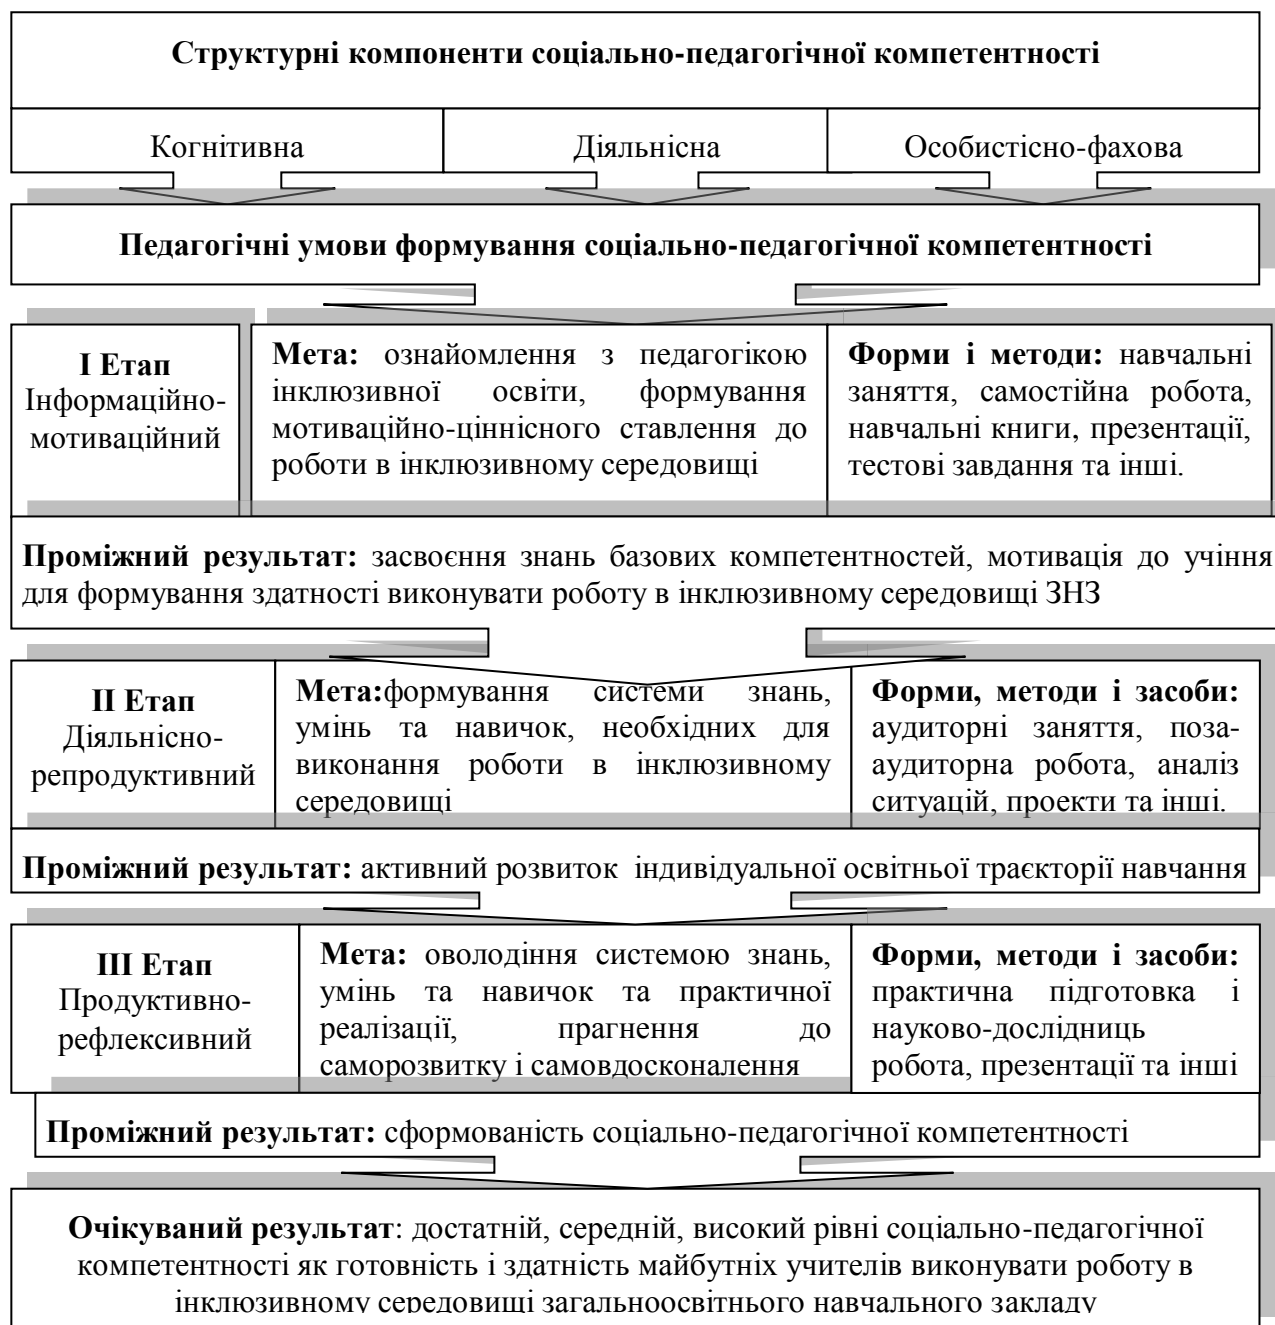 Структурні компоненти соціально-педагогічної компетентності
Когнітивна
Діяльнісна
Особистісно-фахова
Педагогічні умови формування соціально-педагогічної компетентності
І Етап
Інформаційно-
мотиваційний
Мета: ознайомлення з педагогікою
інклюзивної освіти, формування
мотиваційно-ціннісного ставлення до
роботи в інклюзивному середовищі
Форми і методи: навчальні
заняття, самостійна робота,
навчальні книги, презентації,
тестові завдання та інші.
Проміжний результат: засвоєння знань базових компетентностей, мотивація до учіння
для формування здатності виконувати роботу в інклюзивному середовищі ЗНЗ
ІІ Етап
Діяльнісно-
репродуктивний
Мета:формування системи знань,
умінь та навичок, необхідних для
виконання роботи в інклюзивному
середовищі
Форми, методи і засоби:
аудиторні заняття, поза-
аудиторна робота, аналіз
ситуацій, проекти та інші.
Проміжний результат: активний розвиток індивідуальної освітньої траєкторії навчання
ІІІ Етап
Продуктивно-
рефлексивний
Мета: оволодіння системою знань,
умінь та навичок та практичної
реалізації, прагнення до
саморозвитку і самовдосконалення
Форми, методи і засоби:
практична підготовка і
науково-дослідниць
робота, презентації та інші
Проміжний результат: сформованість соціально-педагогічної компетентності
Очікуваний результат: достатній, середній, високий рівні соціально-педагогічної
компетентності як готовність і здатність майбутніх учителів виконувати роботу в
інклюзивному середовищі загальноосвітнього навчального закладу